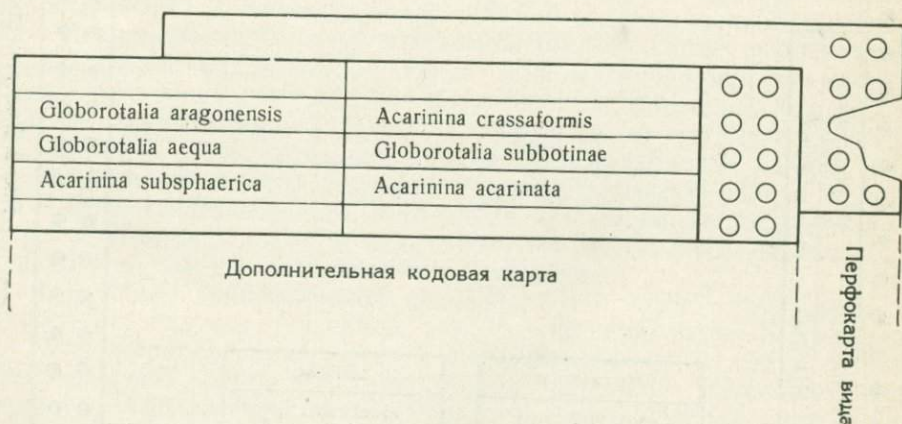 Globorotalia aragonensis Acarinina crassaformis
Globorotalia aequa Globorotalia subbotinae
Acarinina subsphaerica Acarinina acarinata
Дополнительная кодовая карта
Перфокарта вида